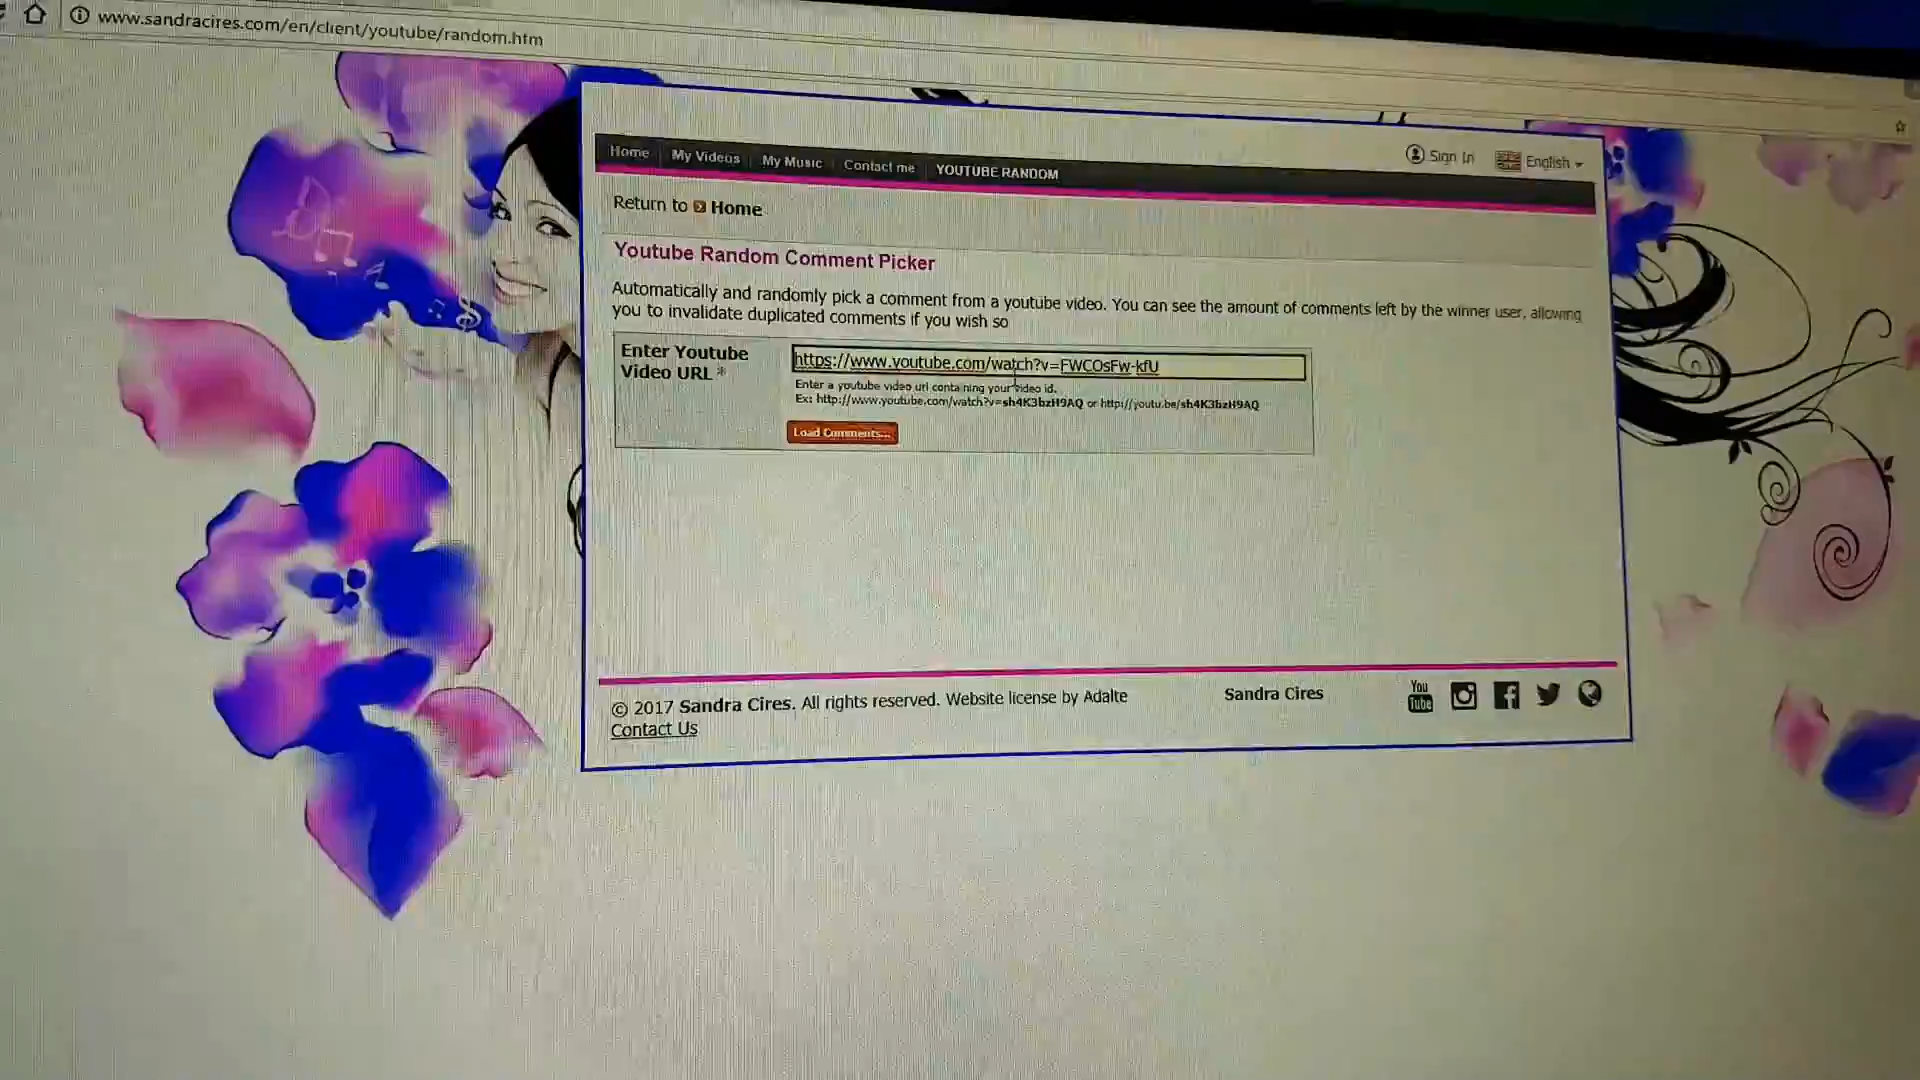 www.sandracires.com/en/client/youtube/random.htm
Home My Videos My Music Contact me YOUTUBE RANDOM Sign In English
Return to Home
Youtube Random Comment Picker
Automatically and randomly pick a comment from a youtube video. You can see the amount of comments left by the winner user, allowing
you to invalidate duplicated comments if you wish so
Enter Youtube
Video URL *
https://www.youtube.com/watch?v=FWCOsFw-kfU
Enter a youtube video url containing your video id.
Ex: http://www.youtube.com/watch?v=sh4K3bzH9AQ or http://youtu.be/sh4K3bzH9AQ
Load Comments...
© 2017 Sandra Cires. All rights reserved. Website license by Adalte
Contact Us
Sandra Cires
You
Tube